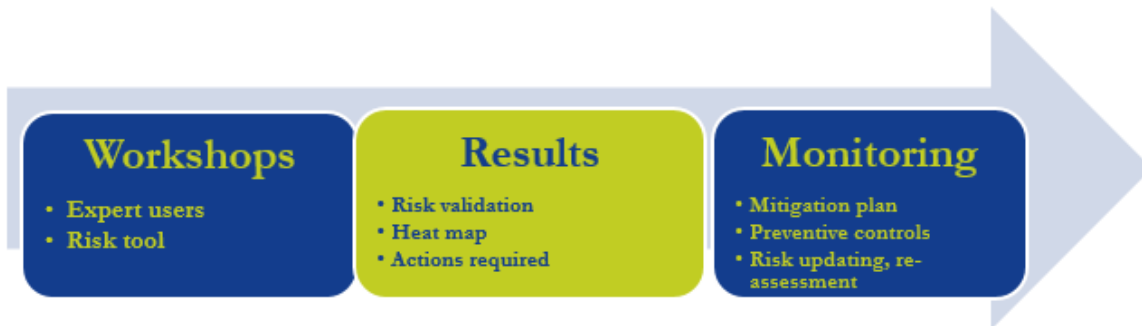 Workshops
• Expert users
• Risk tool
Results
• Risk validation
• Heat map
• Actions required
Monitoring
• Mitigation plan
• Preventive controls
• Risk updating, re-
assessment